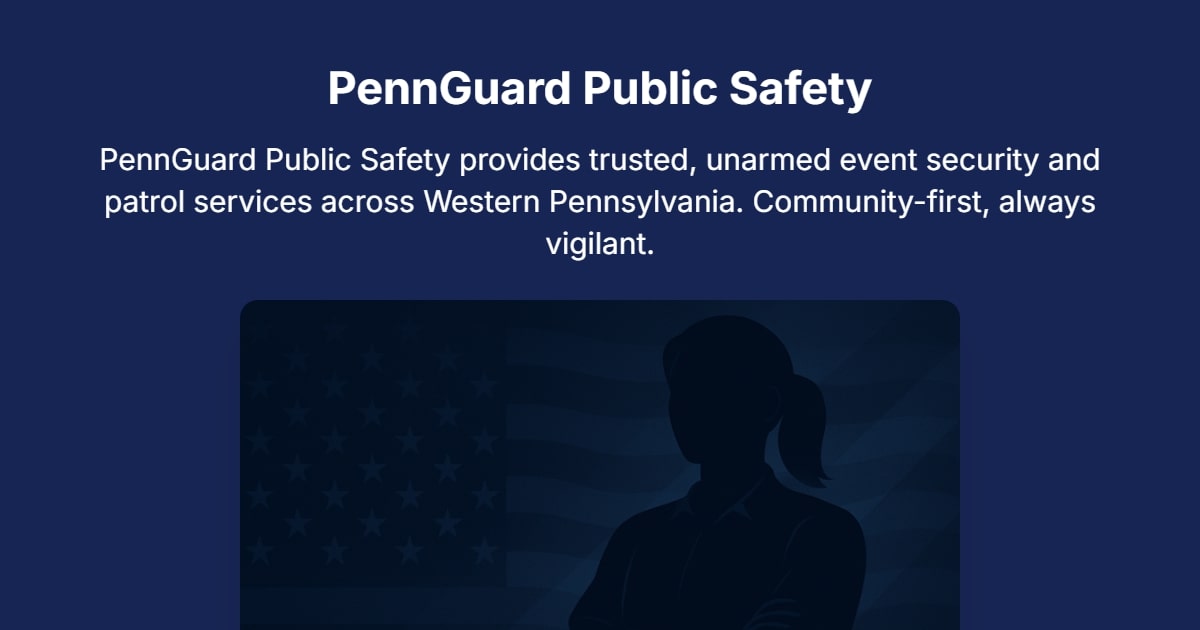 PennGuard Public Safety
PennGuard Public Safety provides trusted, unarmed event security and
patrol services across Western Pennsylvania. Community-first, always
vigilant.